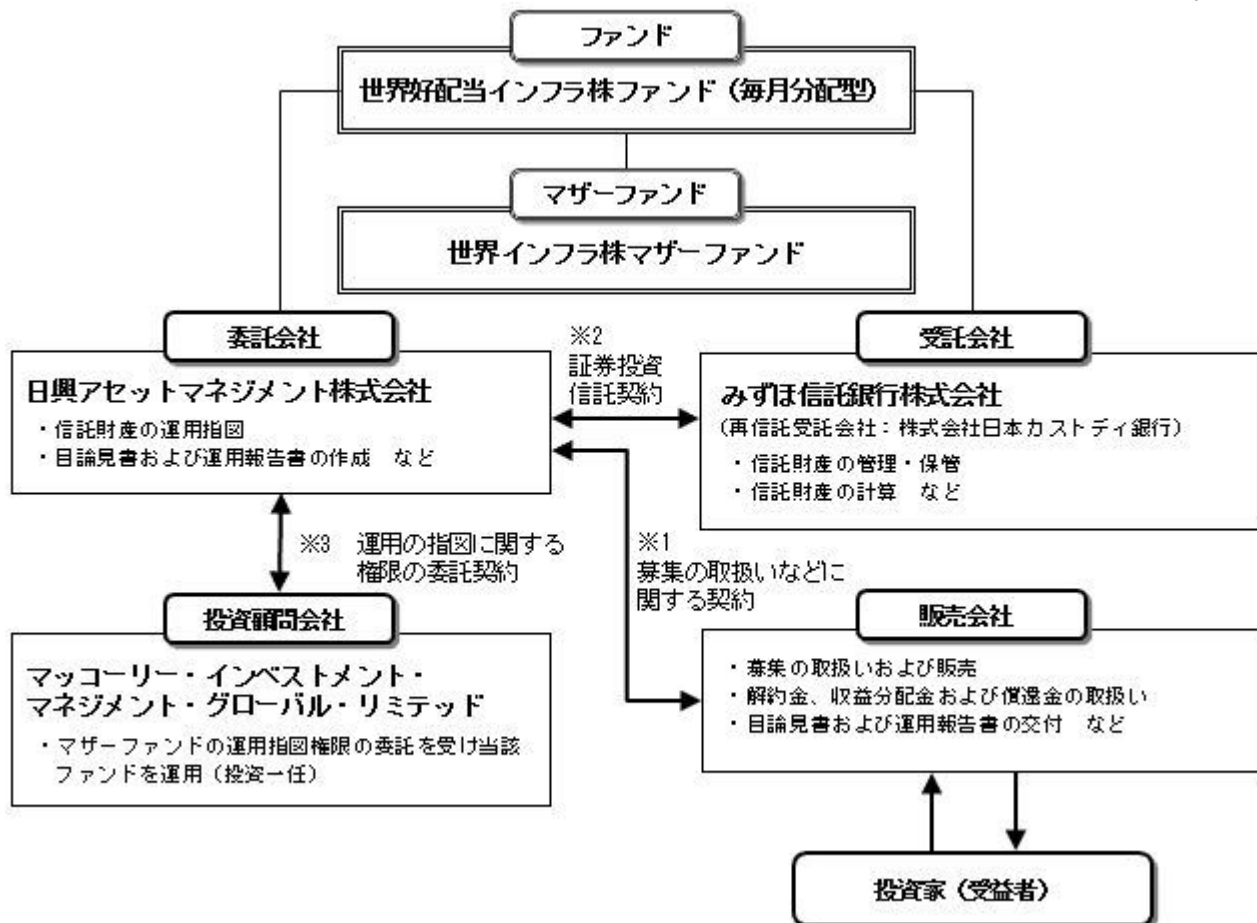 ファンド
世界好配当インフラ株ファンド（毎月分配型）
マザーファンド
世界インフラ株マザーファンド
委託会社
日興アセットマネジメント株式会社
・信託財産の運用指図
・目論見書および運用報告書の作成　など
※2
証券投資
信託契約
受託会社
みずほ信託銀行株式会社
（再信託受託会社：株式会社日本カストディ銀行）
・信託財産の管理・保管
・信託財産の計算　など
※3　運用の指図に関する
権限の委託契約
※1
募集の取扱いなどに
関する契約
投資顧問会社
マッコーリー・インベストメント・
マネジメント・グローバル・リミテッド
・マザーファンドの運用指図権限の委託を受け当該
ファンドを運用（投資一任）
販売会社
・募集の取扱いおよび販売
・解約金、収益分配金および償還金の取扱い
・目論見書および運用報告書の交付　など
投資家（受益者）